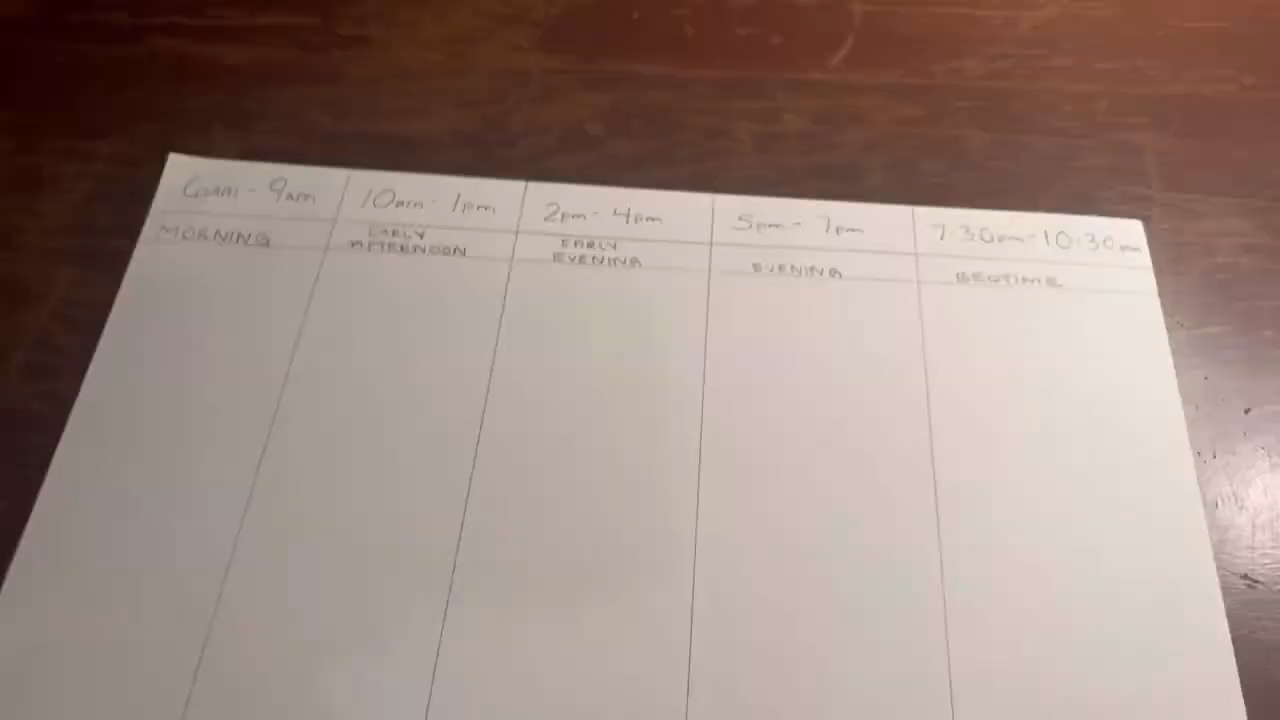 6am - 9am
10am - 1pm
2pm - 4pm
5pm - 7pm
7:30pm - 10:30pm
MORNING
EARLY
AFTERNOON
EARLY
EVENING
EVENING
BEDTIME